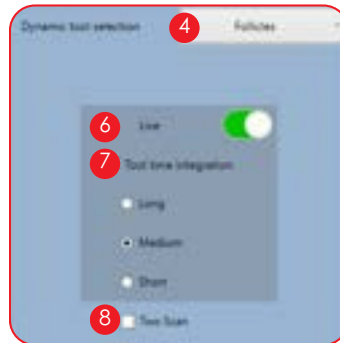 Dynamic tool selection 4 Follicles
6 Live
7 Tool time integration
Long
Medium
Short
8 Two Scan